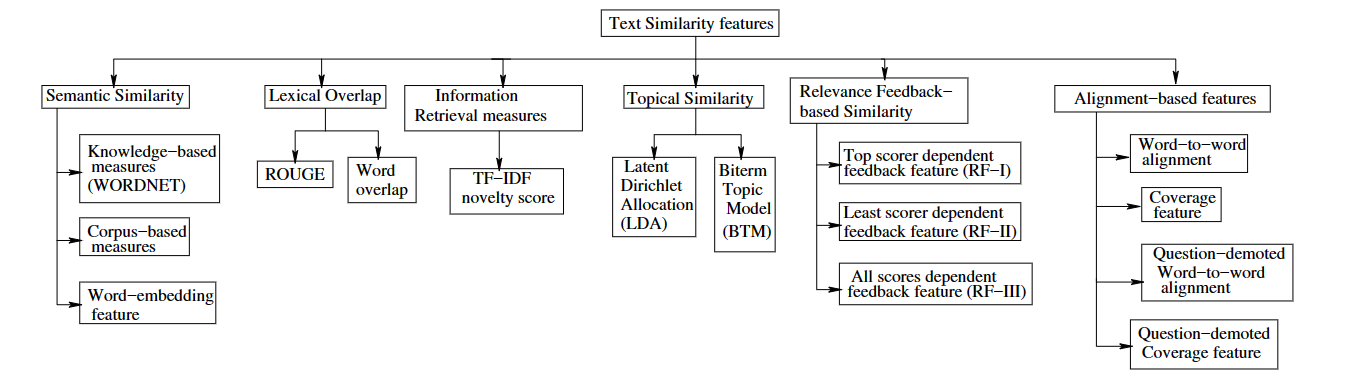 Text Similarity features
Semantic Similarity
Knowledge−based
measures
(WORDNET)
Corpus−based
measures
Word−embedding
feature
Lexical Overlap
ROUGE
Word
overlap
Information
Retrieval measures
TF−IDF
novelty score
Topical Similarity
Latent
Dirichlet
Allocation
(LDA)
Biterm
Topic
Model
(BTM)
Relevance Feedback−
based Similarity
Top scorer dependent
feedback feature (RF−I)
Least scorer dependent
feedback feature (RF−II)
All scores dependent
feedback feature (RF−III)
Alignment−based features
Word−to−word
alignment
Coverage
feature
Question−demoted
Word−to−word
alignment
Question−demoted
Coverage feature